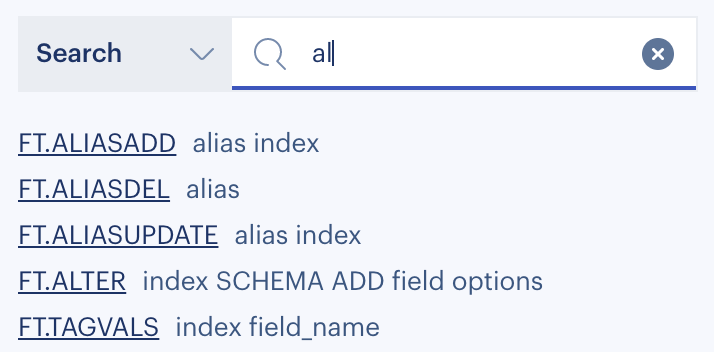 Search al
FT.ALIASADD alias index
FT.ALIASDEL alias
FT.ALIASUPDATE alias index
FT.ALTER index SCHEMA ADD field options
FT.TAGVALS index field_name